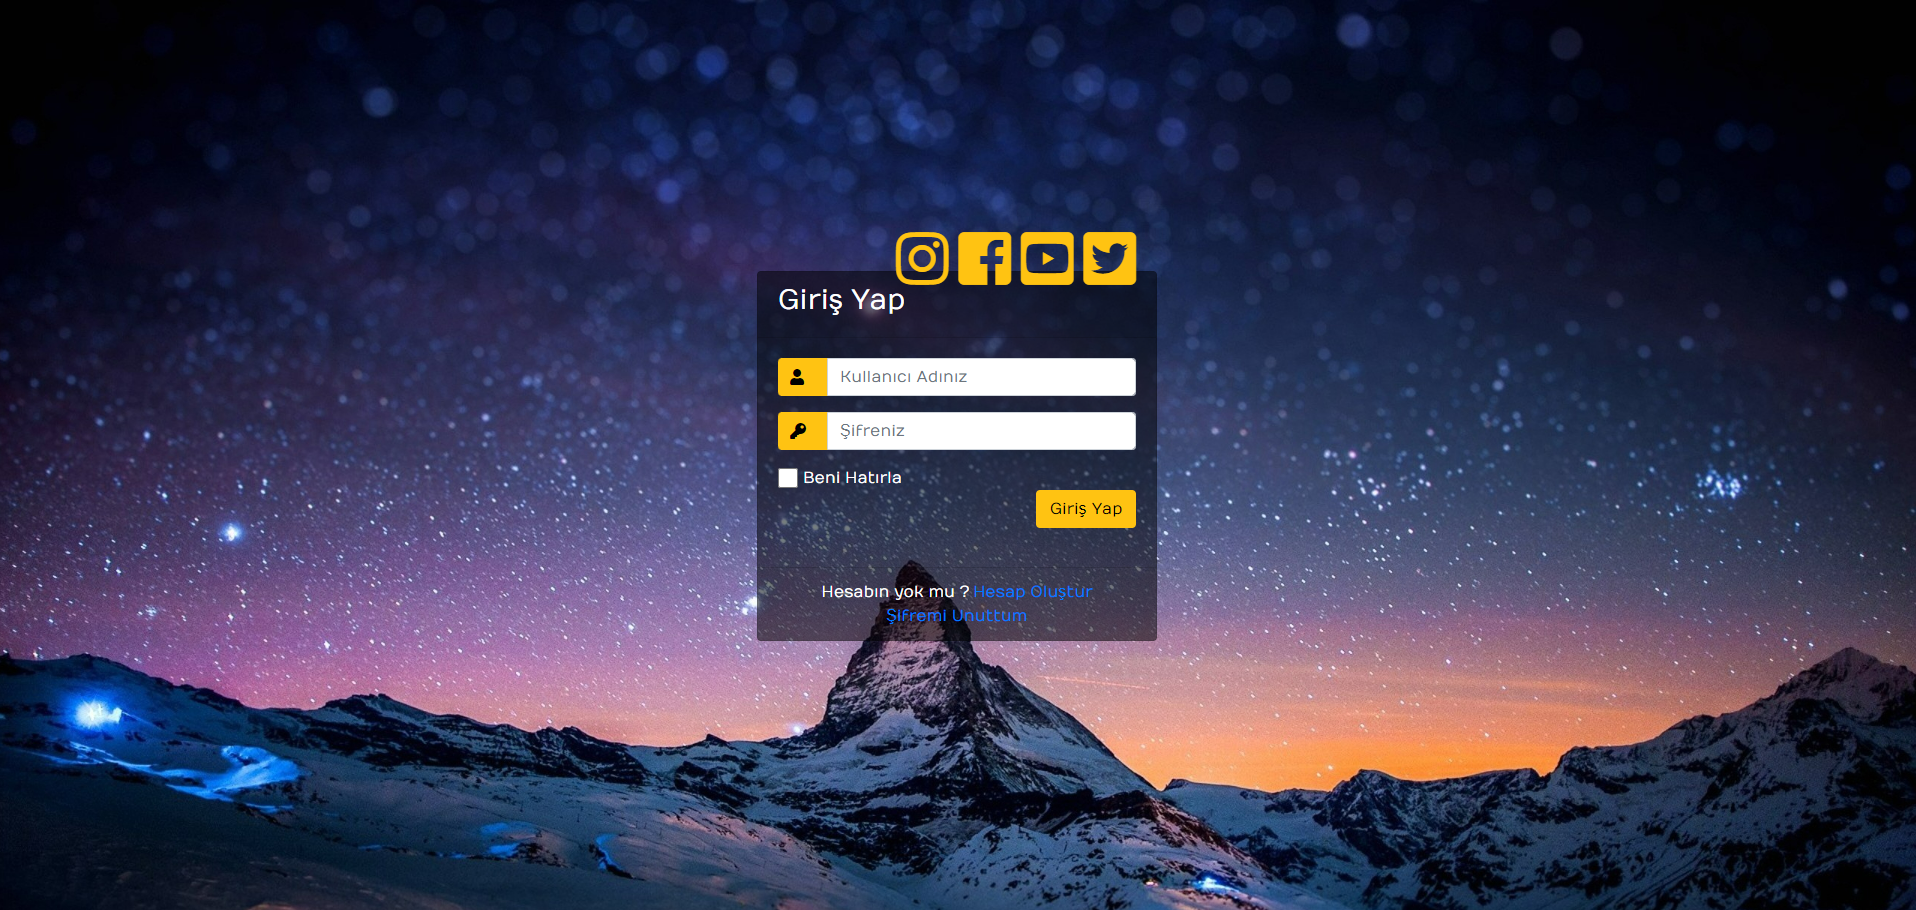 Giriş Yap
Kullanıcı Adınız
Şifreniz
Beni Hatırla
Giriş Yap
Hesabın yok mu ? Hesap Oluştur
Şifremi Unuttum